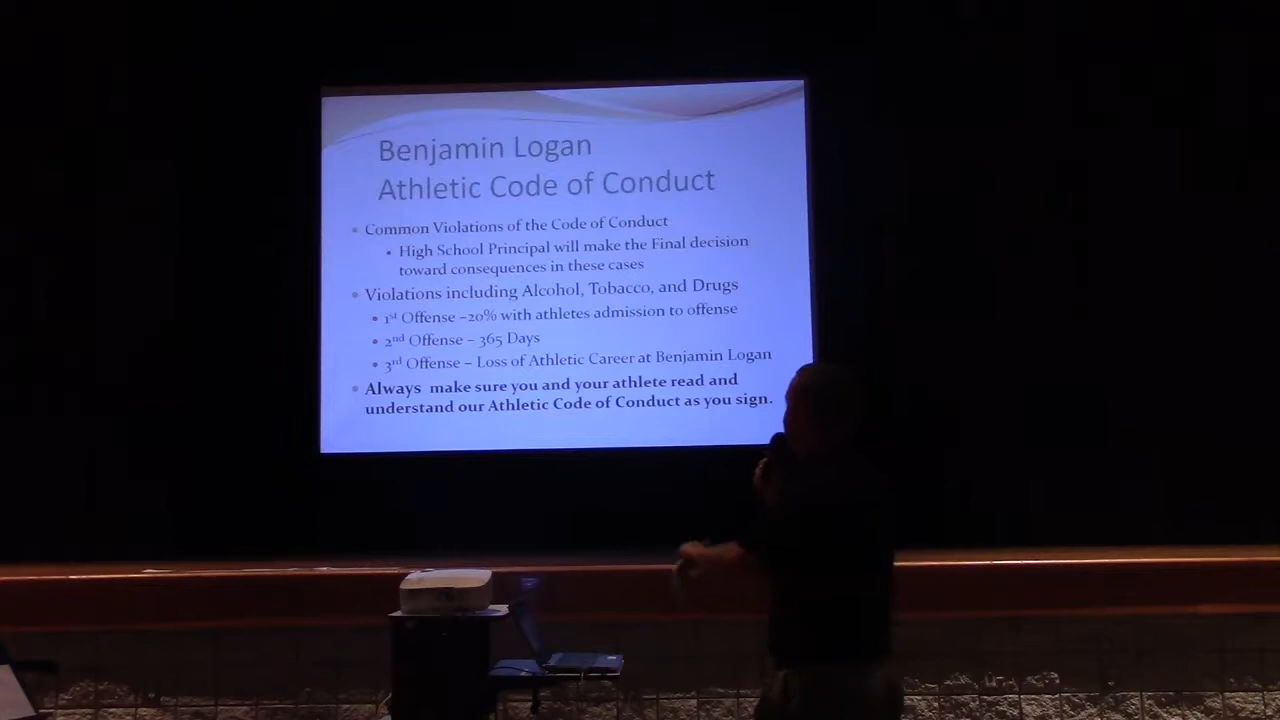 Benjamin Logan
Athletic Code of Conduct
Common Violations of the Code of Conduct
High School Principal will make the Final decision
toward consequences in these cases
Violations including Alcohol, Tobacco, and Drugs
1st Offense –20% with athletes admission to offense
2nd Offense – 365 Days
3rd Offense – Loss of Athletic Career at Benjamin Logan
Always make sure you and your athlete read and
understand our Athletic Code of Conduct as you sign.